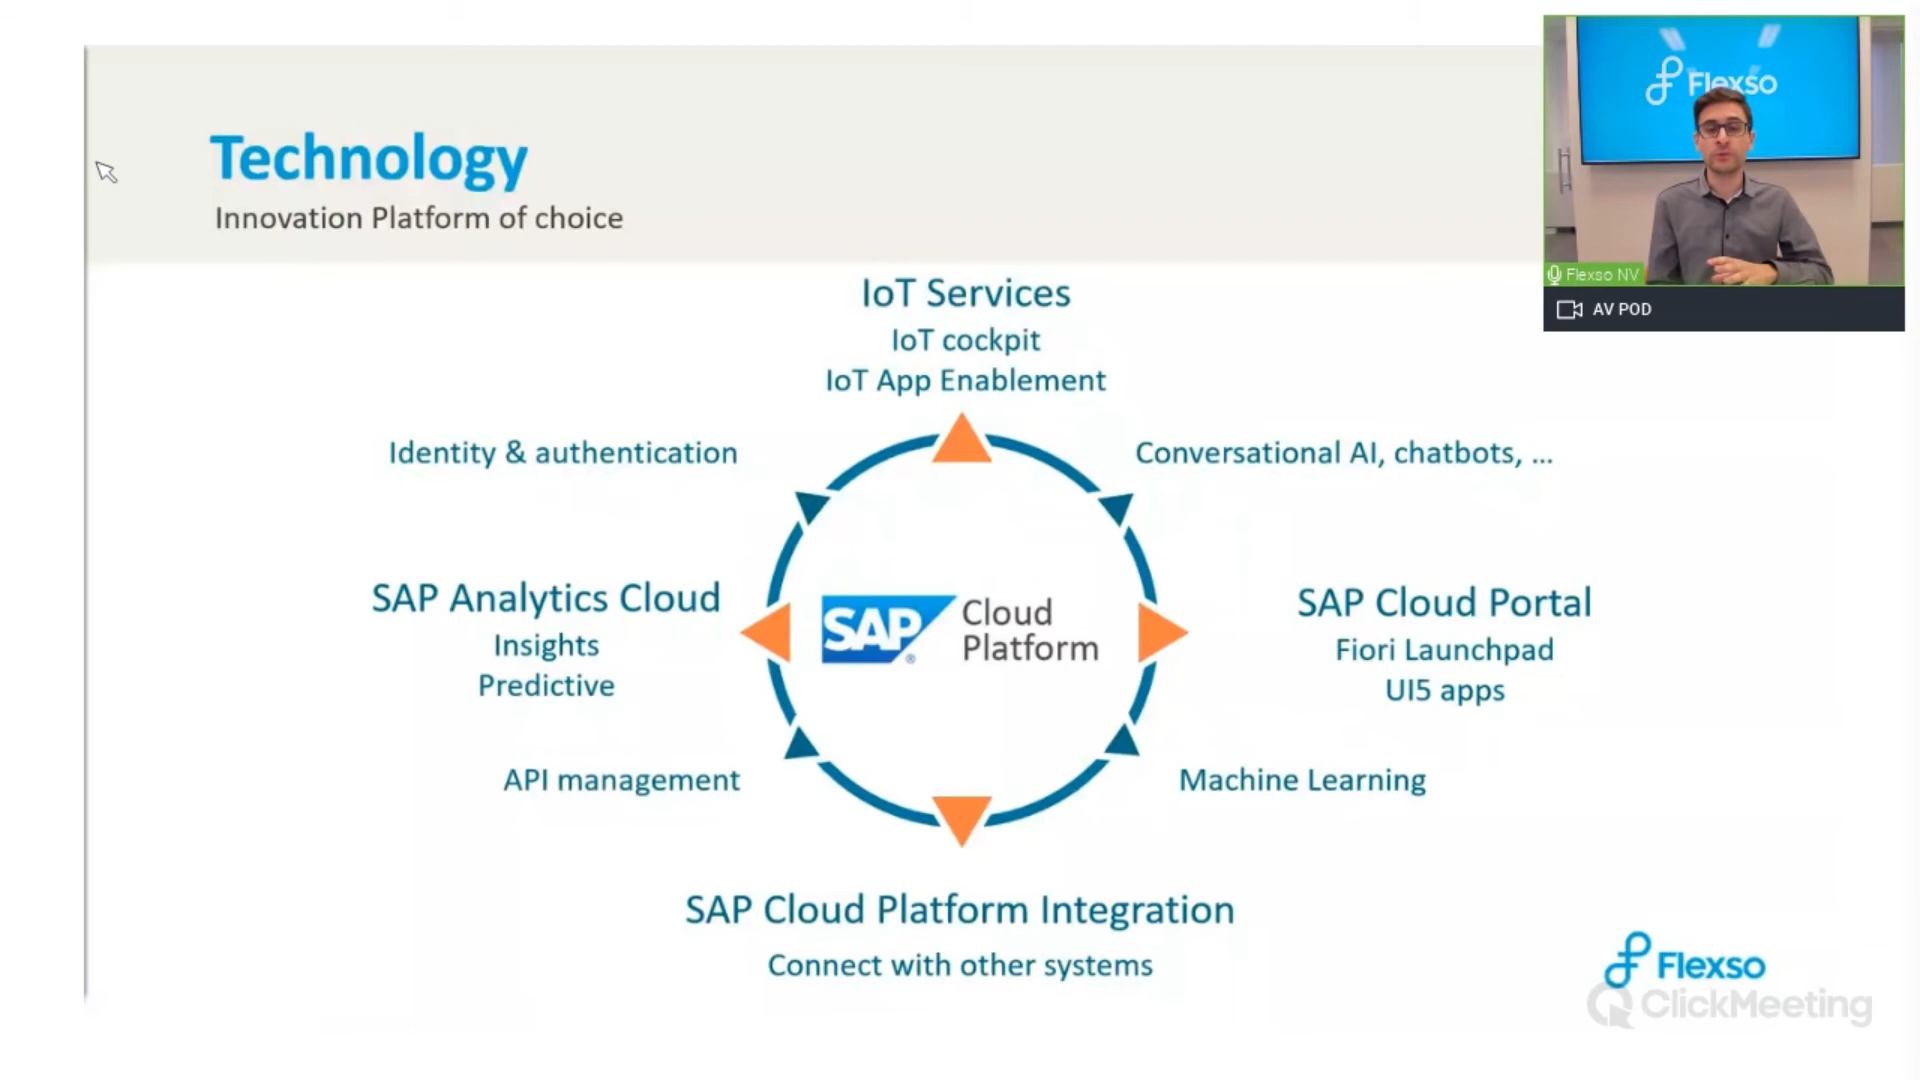 Flexso
Technology
Innovation Platform of choice
Flexso NV
AV POD
IoT Services
IoT cockpit
IoT App Enablement
Identity & authentication
Conversational AI, chatbots, ...
SAP Analytics Cloud
Insights
Predictive
SAP ®
Cloud
Platform
SAP Cloud Portal
Fiori Launchpad
UI5 apps
API management
Machine Learning
SAP Cloud Platform Integration
Connect with other systems
Flexso
ClickMeeting